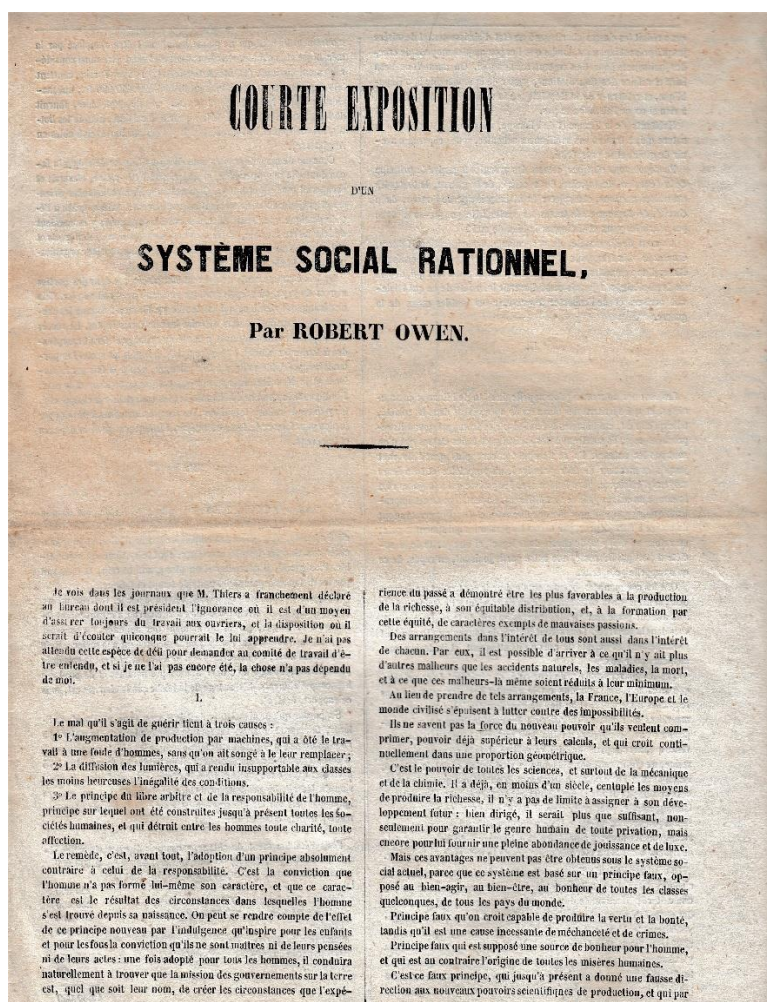 COURTE EXPOSITION
D'UN
SYSTÈME SOCIAL RATIONNEL,
Par ROBERT OWEN.
Je vois dans les journaux que M. Thiers a franchement déclaré
au bureau dont il est président l'ignorance où il est d'un moyen
d'assurer toujours du travail aux ouvriers, et la disposition où il
serait d'écouter quiconque pourrait le lui apprendre. Je n'ai pas
attendu cette espèce de défi pour demander au comité de travail d'ê-
tre entendu, et si je ne l'ai pas encore été, la chose n'a pas dépendu
de moi.
I.
Le mal qu'il s'agit de guérir tient à trois causes :
1º L'augmentation de production par machines, qui a ôté le tra-
vail à une foule d'hommes, sans qu'on ait songé à le leur remplacer ;
2º La diffusion des lumières, qui a rendu insupportable aux classes
les moins heureuses l'inégalité des conditions.
3º Le principe du libre arbitre et de la responsabilité de l'homme,
principe sur lequel ont été construites jusqu'à présent toutes les so-
ciétés humaines, et qui détruit entre les hommes toute charité, toute
affection.
Le remède, c'est, avant tout, l'adoption d'un principe absolument
contraire à celui de la responsabilité. C'est la conviction que
l'homme n'a pas formé lui-même son caractère, et que ce carac-
tère est le résultat des circonstances dans lesquelles l'homme
s'est trouvé depuis sa naissance. On peut se rendre compte de l'effet
de ce principe nouveau par l'indulgence qu'inspire pour les enfants
et pour les fous la conviction qu'ils ne sont maîtres ni de leurs pensées
ni de leurs actes : une fois adopté pour tous les hommes, il conduira
naturellement à trouver que la mission des gouvernements sur la terre
est, quel que soit leur nom, de créer les circonstances que l'expé-
rience du passé a démontré être les plus favorables à la production
de la richesse, à son équitable distribution, et, à la formation par
cette équité, de caractères exempts de mauvaises passions.
Des arrangements dans l'intérêt de tous sont aussi dans l'intérêt
de chacun. Par eux, il est possible d'arriver à ce qu'il n'y ait plus
d'autres malheurs que les accidents naturels, les maladies, la mort,
et à ce que ces malheurs-là même soient réduits à leur minimum.
Au lieu de prendre de tels arrangements, la France, l'Europe et le
monde civilisé s'épuisent à lutter contre des impossibilités.
Ils ne savent pas la force du nouveau pouvoir qu'ils veulent com-
primer, pouvoir déjà supérieur à leurs calculs, et qui croît conti-
nuellement dans une proportion géométrique.
C'est le pouvoir de toutes les sciences, et surtout de la mécanique
et de la chimie. Il a déjà, en moins d'un siècle, centuplé les moyens
de produire la richesse, il n'y a pas de limite à assigner à son déve-
loppement futur : bien dirigé, il serait plus que suffisant, non-
seulement pour garantir le genre humain de toute privation, mais
encore pour lui fournir une pleine abondance de jouissance et de luxe.
Mais ces avantages ne peuvent pas être obtenus sous le système so-
cial actuel, parce que ce système est basé sur un principe faux, op-
posé au bien-agir, au bien-être, au bonheur de toutes les classes
quelconques, de tous les pays du monde.
Principe faux qu'on croit capable de produire la vertu et la bonté,
tandis qu'il est une cause incessante de méchanceté et de crimes.
Principe faux qui est supposé une source de bonheur pour l'homme,
et qui est au contraire l'origine de toutes les misères humaines.
C'est ce faux principe, qui jusqu'à présent a donné une fausse di-
rection aux nouveaux pouvoirs scientifiques de production, et qui par